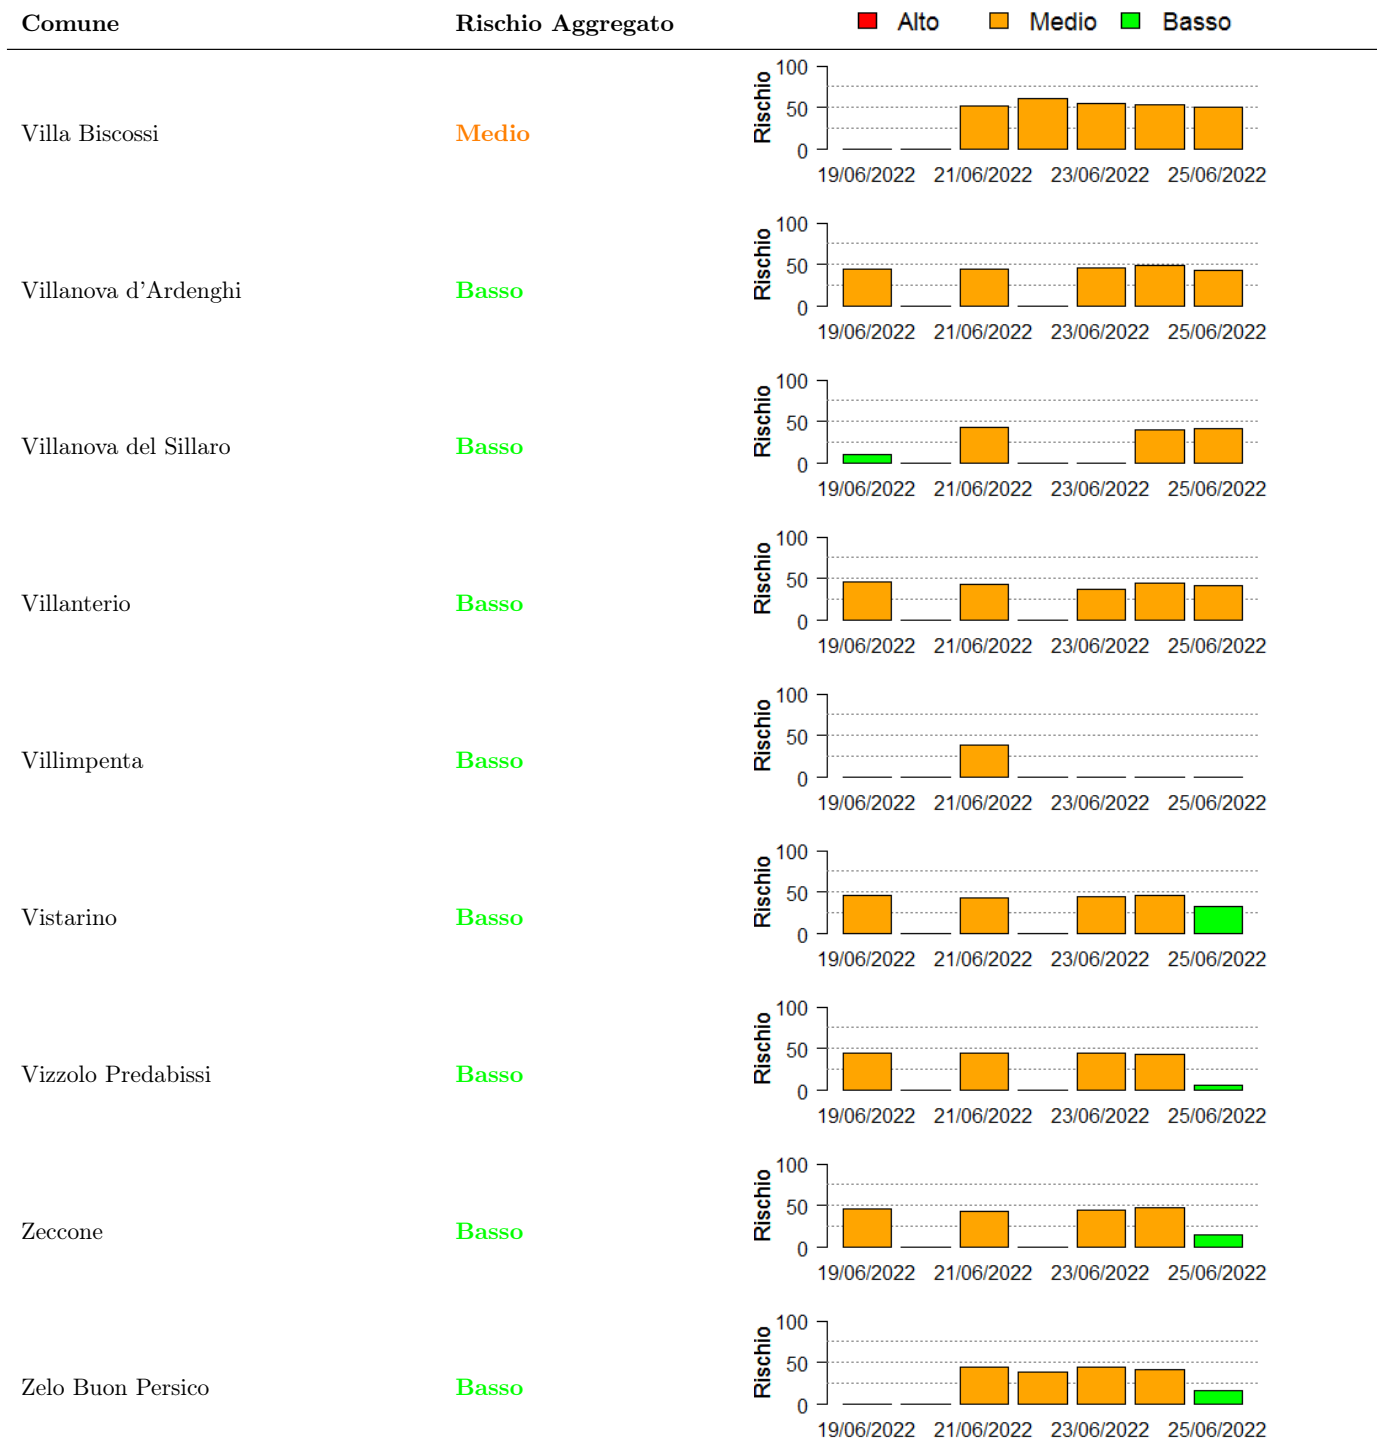 Comune Rischio Aggregato Alto Medio Basso
100
50
0
Rischio
Villa Biscossi Medio
19/06/2022 21/06/2022 23/06/2022 25/06/2022
100
50
0
Rischio
Villanova d'Ardenghi Basso
19/06/2022 21/06/2022 23/06/2022 25/06/2022
100
50
0
Rischio
Villanova del Sillaro Basso
19/06/2022 21/06/2022 23/06/2022 25/06/2022
100
50
0
Rischio
Villanterio Basso
19/06/2022 21/06/2022 23/06/2022 25/06/2022
100
50
0
Rischio
Villimpenta Basso
19/06/2022 21/06/2022 23/06/2022 25/06/2022
100
50
0
Rischio
Vistarino Basso
19/06/2022 21/06/2022 23/06/2022 25/06/2022
100
50
0
Rischio
Vizzolo Predabissi Basso
19/06/2022 21/06/2022 23/06/2022 25/06/2022
100
50
0
Rischio
Zeccone Basso
19/06/2022 21/06/2022 23/06/2022 25/06/2022
100
50
0
Rischio
Zelo Buon Persico Basso
19/06/2022 21/06/2022 23/06/2022 25/06/2022